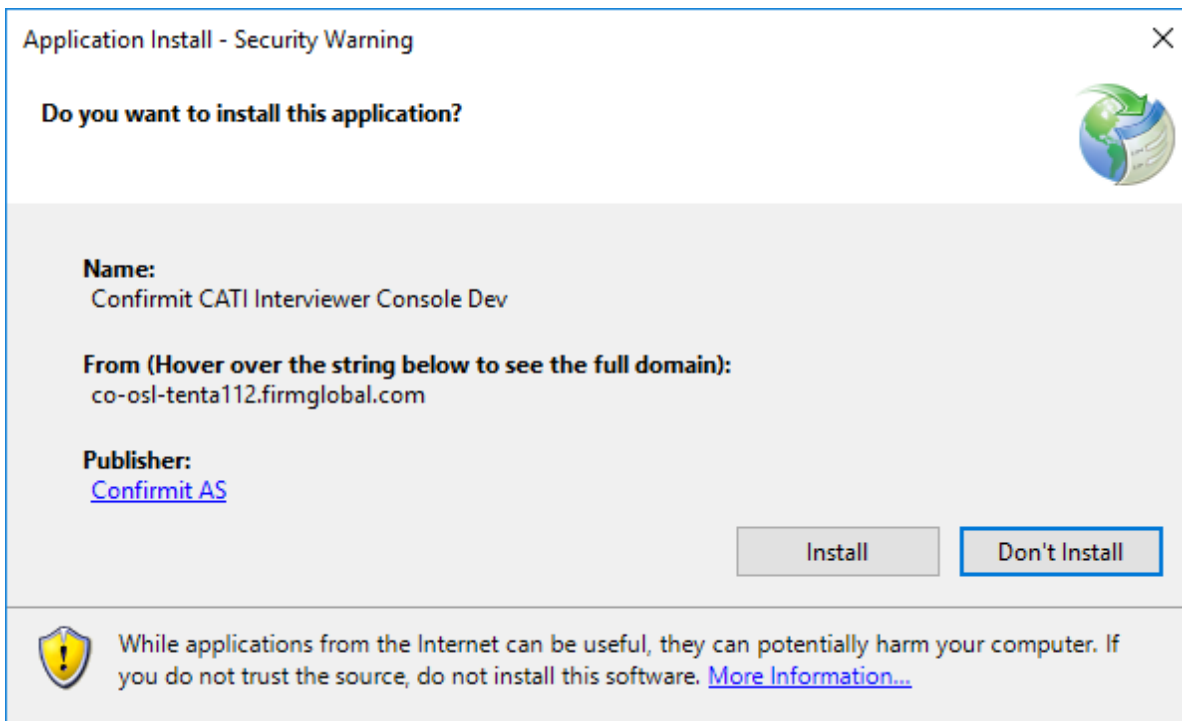 Application Install - Security Warning
Do you want to install this application?
Name:
Confirmit CATI Interviewer Console Dev
From (Hover over the string below to see the full domain):
co-osl-tenta112.firmglobal.com
Publisher:
Confirmit AS
Install
Don't Install
While applications from the Internet can be useful, they can potentially harm your computer. If
you do not trust the source, do not install this software. More Information...